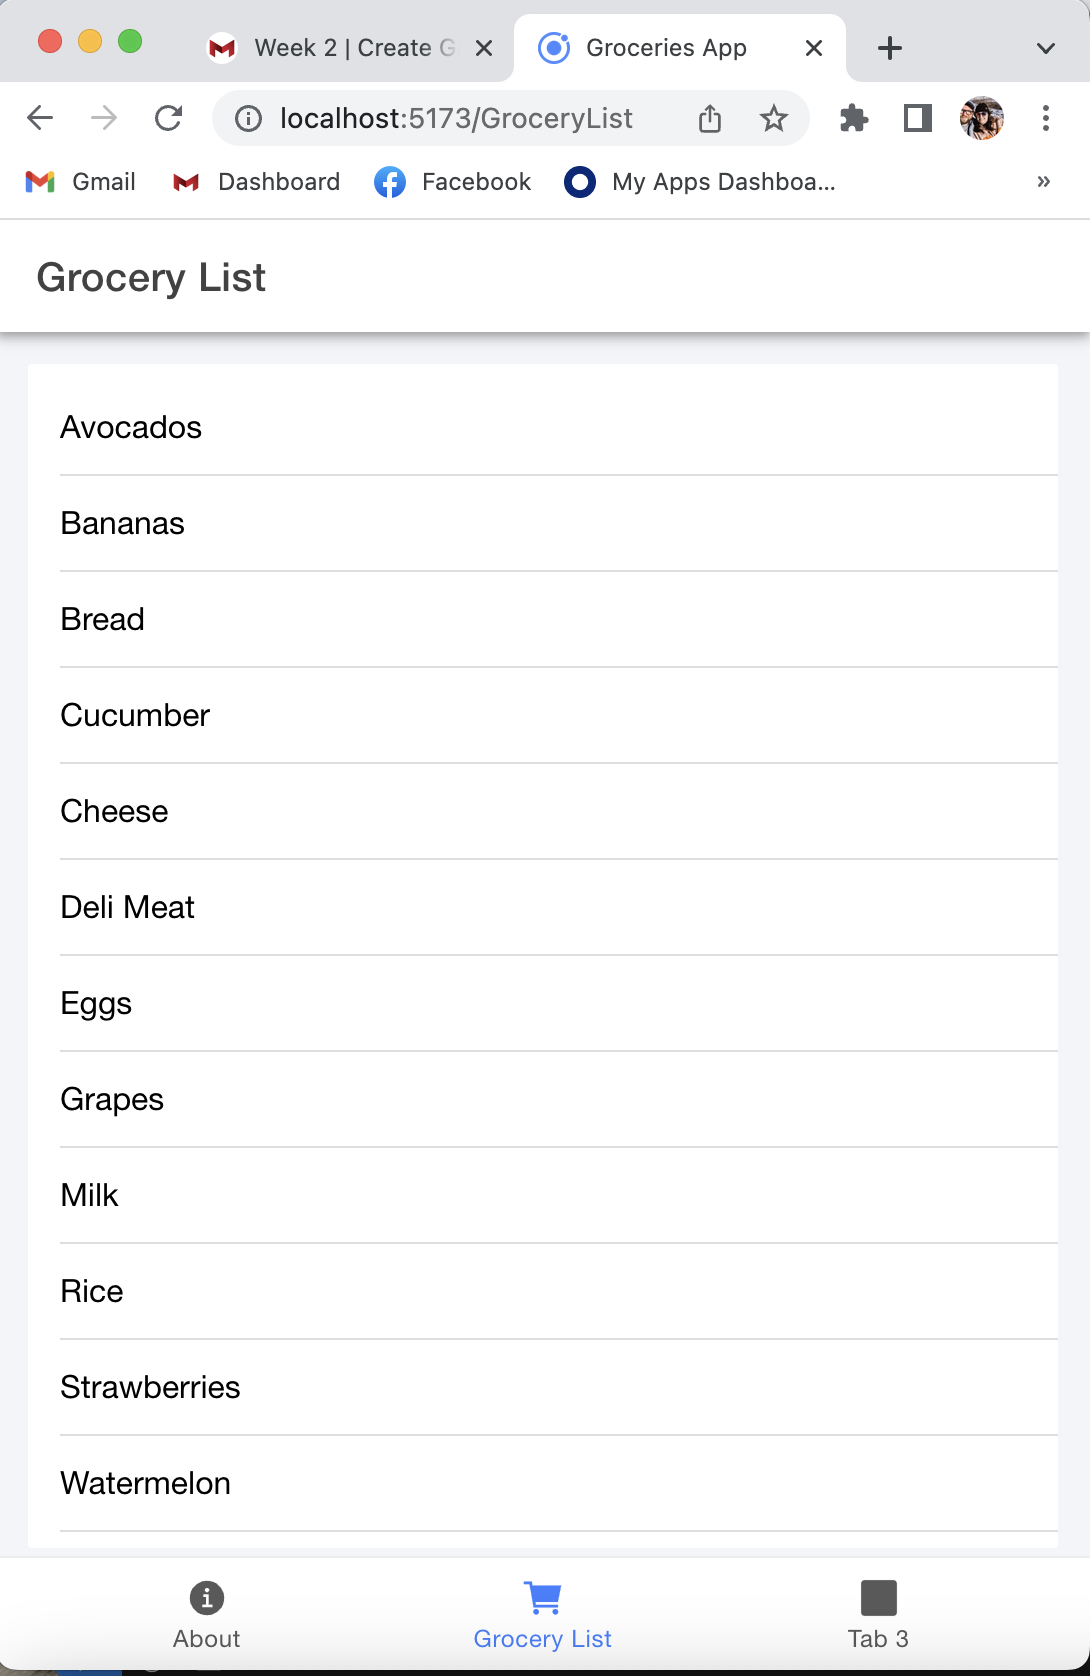 Week 2 | Create G
Groceries App
localhost:5173/GroceryList
Gmail
Dashboard
Facebook
My Apps Dashboa...
»
Grocery List
Avocados
Bananas
Bread
Cucumber
Cheese
Deli Meat
Eggs
Grapes
Milk
Rice
Strawberries
Watermelon
About
Grocery List
Tab 3